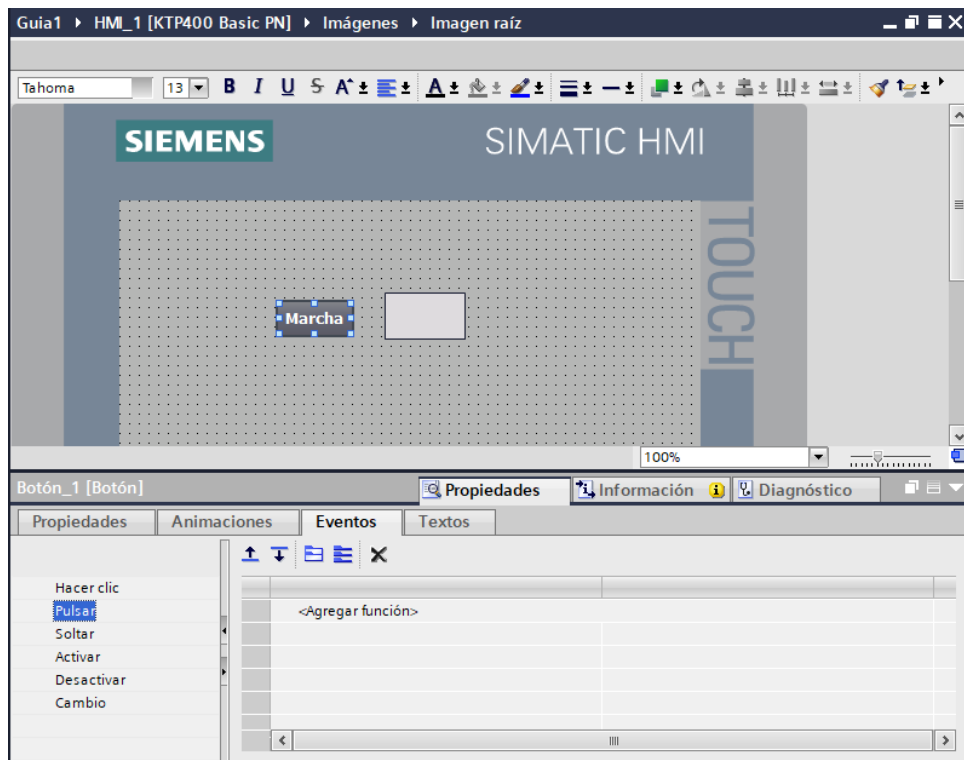 Guia1 ▸ HMI_1 [KTP400 Basic PN] ▸ Imágenes ▸ Imagen raíz
Tahoma 13 B I U S A A
SIEMENS SIMATIC HMI
TOUCH
Marcha
100%
Botón_1 [Botón] Propiedades Información Diagnóstico
Propiedades Animaciones Eventos Textos
Hacer clic
Pulsar <Agregar función>
Soltar
Activar
Desactivar
Cambio